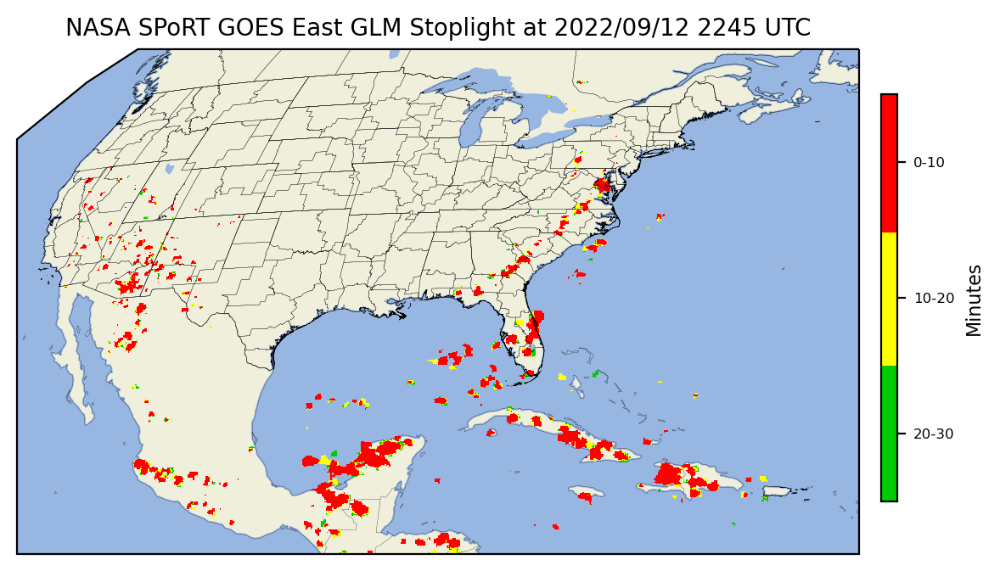 NASA SPoRT GOES East GLM Stoplight at 2022/09/12 2245 UTC
0-10
10-20
20-30
Minutes